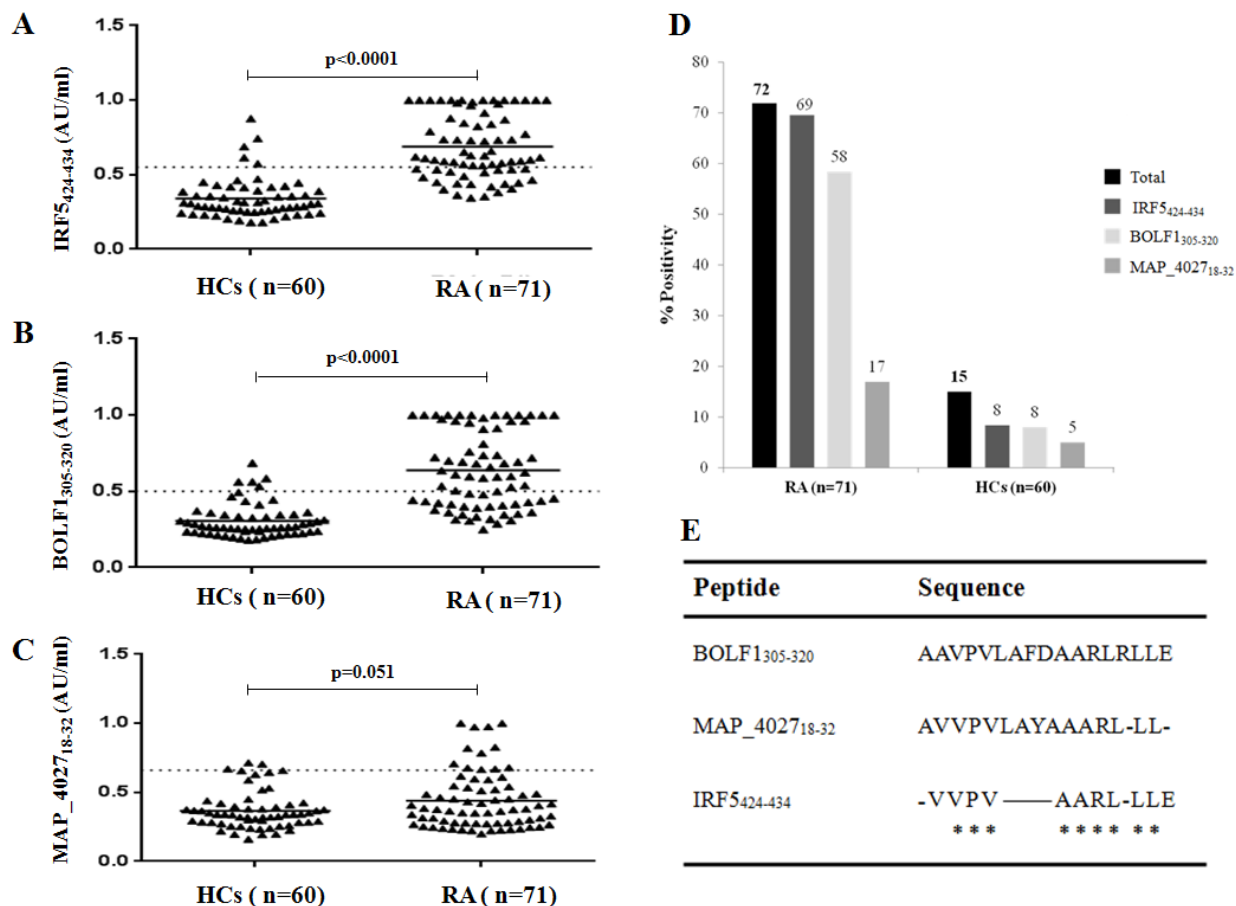 A
1.5
1.0
0.5
0.0
IRF5424-434 (AU/ml)
p<0.0001
HCs ( n=60)
RA ( n=71)
B
1.5
1.0
0.5
0.0
BOLF1305-320 (AU/ml)
p<0.0001
HCs ( n=60)
RA ( n=71)
C
1.5
1.0
0.5
0.0
MAP_402718-32 (AU/ml)
p=0.051
HCs ( n=60)
RA ( n=71)
D
80
70
60
50
40
30
20
10
0
% Positivity
72
69
58
17
15
8
8
5
RA (n=71)
HCs (n=60)
Total
IRF5424-434
BOLF1305-320
MAP_402718-32
E
Peptide Sequence
BOLF1305-320 AAVPVLAFDAARLRLLE
MAP_402718-32 AVVPVLAYAAARL-LL-
IRF5424-434 -VVPV——AARL-LLE
*** **** **